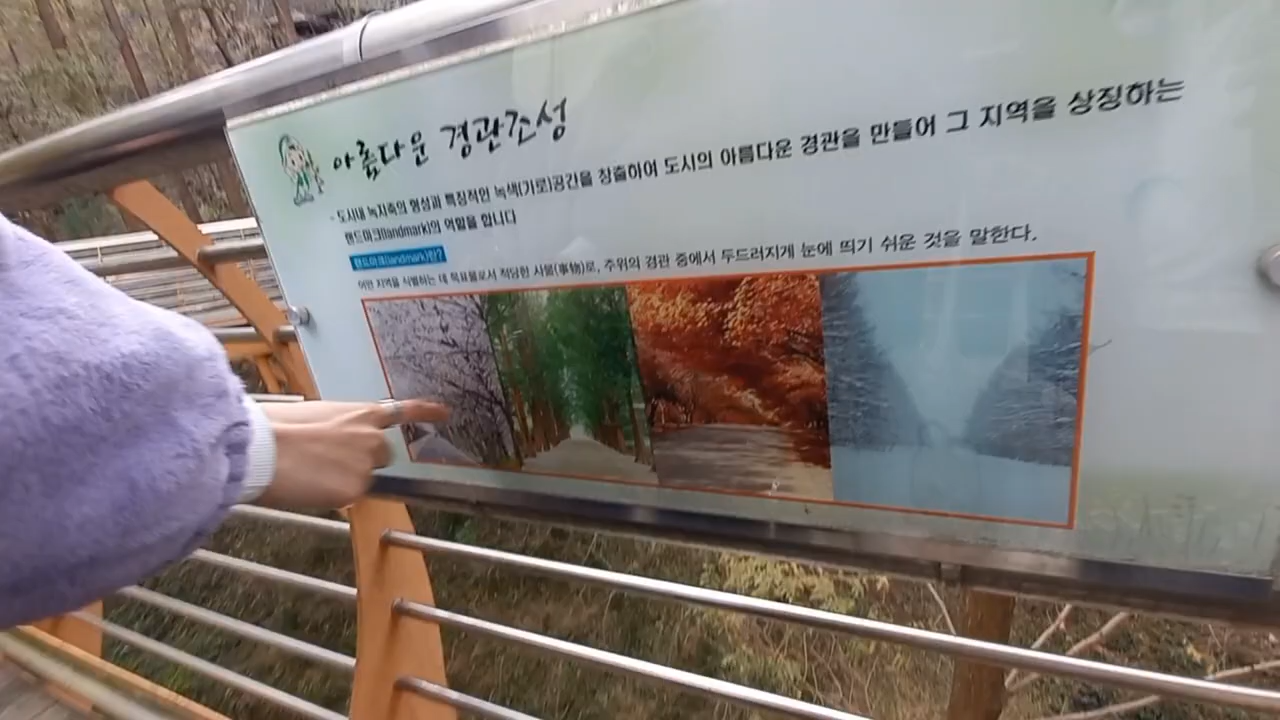 아름다운 경관조성
- 도시내 녹지축의 형성과 특징적인 녹색(가로)공간을 창출하여 도시의 아름다운 경관을 만들어 그 지역을 상징하는
랜드마크(landmark)의 역할을 합니다
랜드마크(landmark)란?
어떤 지역을 식별하는 데 목표물로서 적당한 사물(事物)로, 주위의 경관 중에서 두드러지게 눈에 띄기 쉬운 것을 말한다.